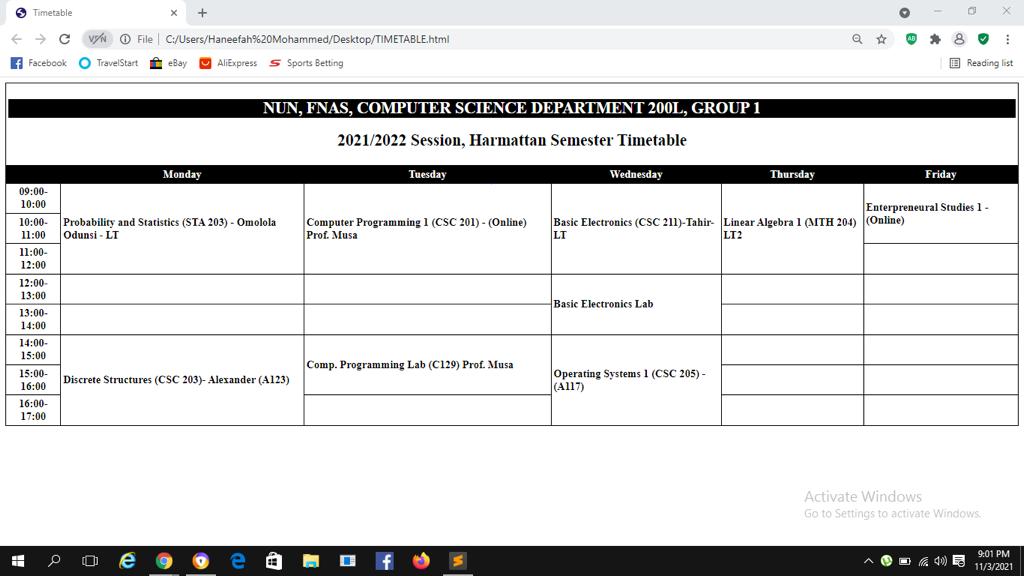 Timetable
VPN
File
C:/Users/Haneefah%20Mohammed/Desktop/TIMETABLE.html
Facebook
TravelStart
eBay
AliExpress
Sports Betting
Reading list
NUN, FNAS, COMPUTER SCIENCE DEPARTMENT 200L, GROUP 1
2021/2022 Session, Harmattan Semester Timetable
Monday
Tuesday
Wednesday
Thursday
Friday
09:00-
10:00
10:00-
11:00
11:00-
12:00
Probability and Statistics (STA 203) - Omolola
Odunsi - LT
Computer Programming 1 (CSC 201) - (Online)
Prof. Musa
Basic Electronics (CSC 211)-Tahir-
LT
Linear Algebra 1 (MTH 204)
LT2
Enterpreneural Studies 1 -
(Online)
12:00-
13:00
13:00-
14:00
Basic Electronics Lab
14:00-
15:00
15:00-
16:00
16:00-
17:00
Discrete Structures (CSC 203)- Alexander (A123)
Comp. Programming Lab (C129) Prof. Musa
Operating Systems 1 (CSC 205) -
(A117)
Activate Windows
Go to Settings to activate Windows.
9:01 PM
11/3/2021